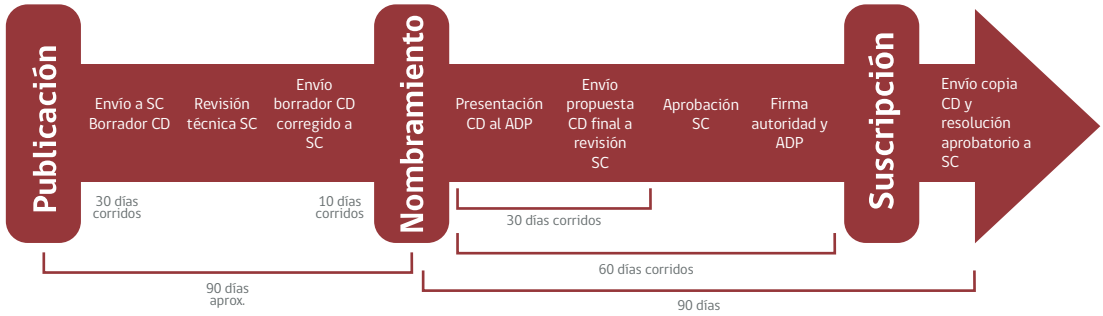 Publicación
Envío a SC
Borrador CD
Revisión
técnica SC
Envío
borrador CD
corregido a
SC
Nombramiento
Presentación
CD al ADP
Envío
propuesta
CD final a
revisión
SC
Aprobación
SC
Firma
autoridad y
ADP
Suscripción
Envío copia
CD y
resolución
aprobatorio a
SC
30 días
corridos
10 días
corridos
30 días corridos
60 días corridos
90 días
aprox.
90 días